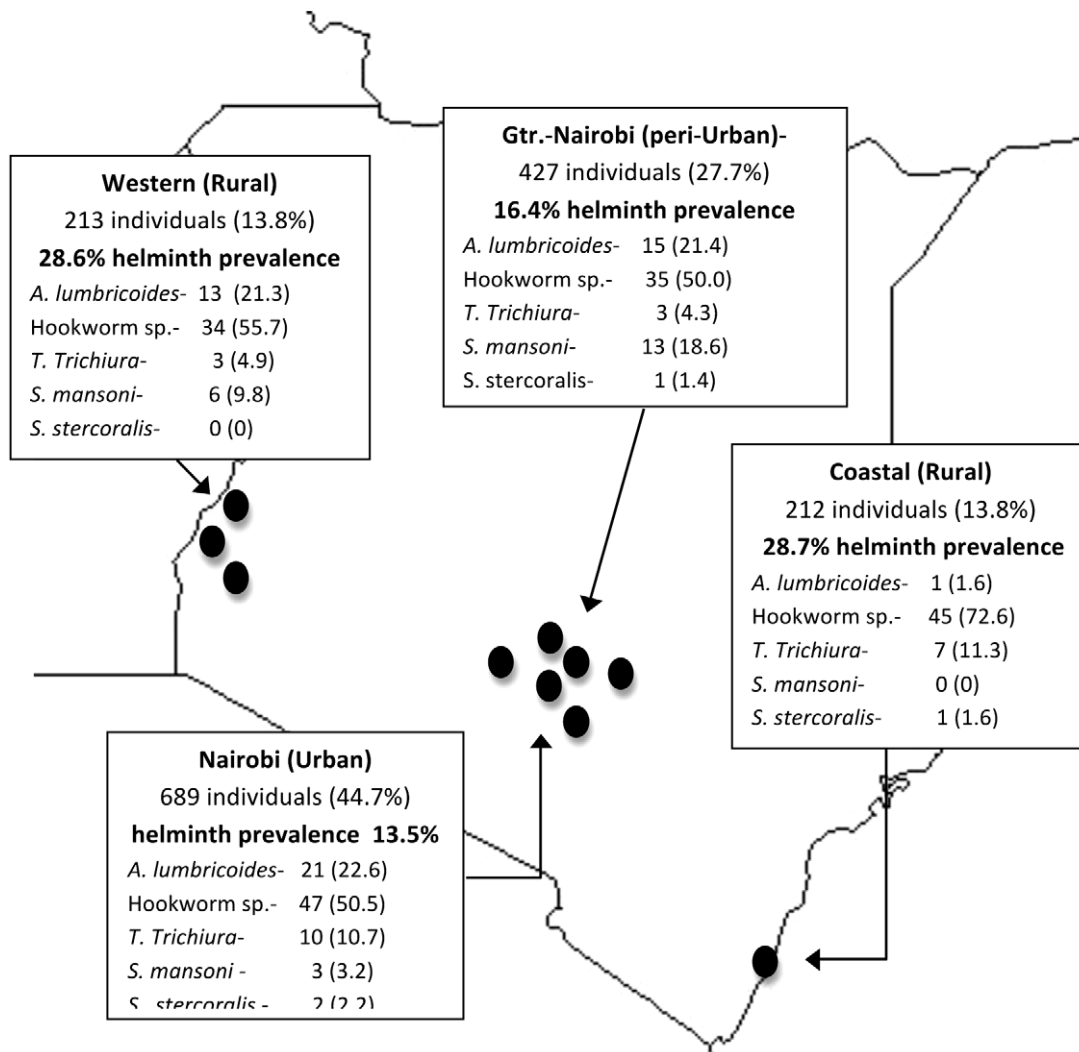 Gtr.-Nairobi (peri-Urban)-
427 individuals (27.7%)
16.4% helminth prevalence
A. lumbricoides- 15 (21.4)
Hookworm sp.- 35 (50.0)
T. Trichiura- 3 (4.3)
S. mansoni- 13 (18.6)
S. stercoralis- 1 (1.4)
Western (Rural)
213 individuals (13.8%)
28.6% helminth prevalence
A. lumbricoides- 13 (21.3)
Hookworm sp.- 34 (55.7)
T. Trichiura- 3 (4.9)
S. mansoni- 6 (9.8)
S. stercoralis- 0 (0)
Coastal (Rural)
212 individuals (13.8%)
28.7% helminth prevalence
A. lumbricoides- 1 (1.6)
Hookworm sp.- 45 (72.6)
T. Trichiura- 7 (11.3)
S. mansoni- 0 (0)
S. stercoralis- 1 (1.6)
Nairobi (Urban)
689 individuals (44.7%)
helminth prevalence 13.5%
A. lumbricoides- 21 (22.6)
Hookworm sp.- 47 (50.5)
T. Trichiura- 10 (10.7)
S. mansoni - 3 (3.2)
S. stercoralis - 2 (2.2)